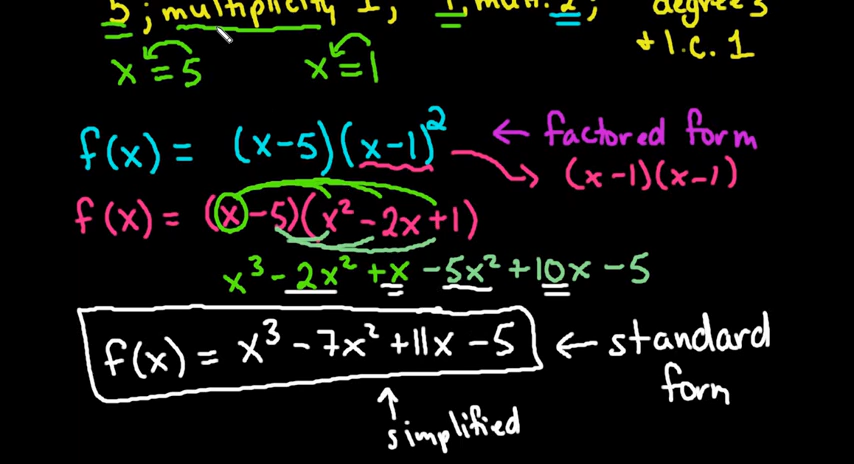 5; multiplicity 1; 1, mult. 2; degree 3
+ l.c. 1
x = 5 x = 1
f(x) = (x-5)(x-1)² ← factored form
(x-1)(x-1)
f(x) = (x-5)(x²-2x+1)
x³ -2x² +x -5x² +10x -5
f(x) = x³ -7x² +11x -5 ← standard form
simplified